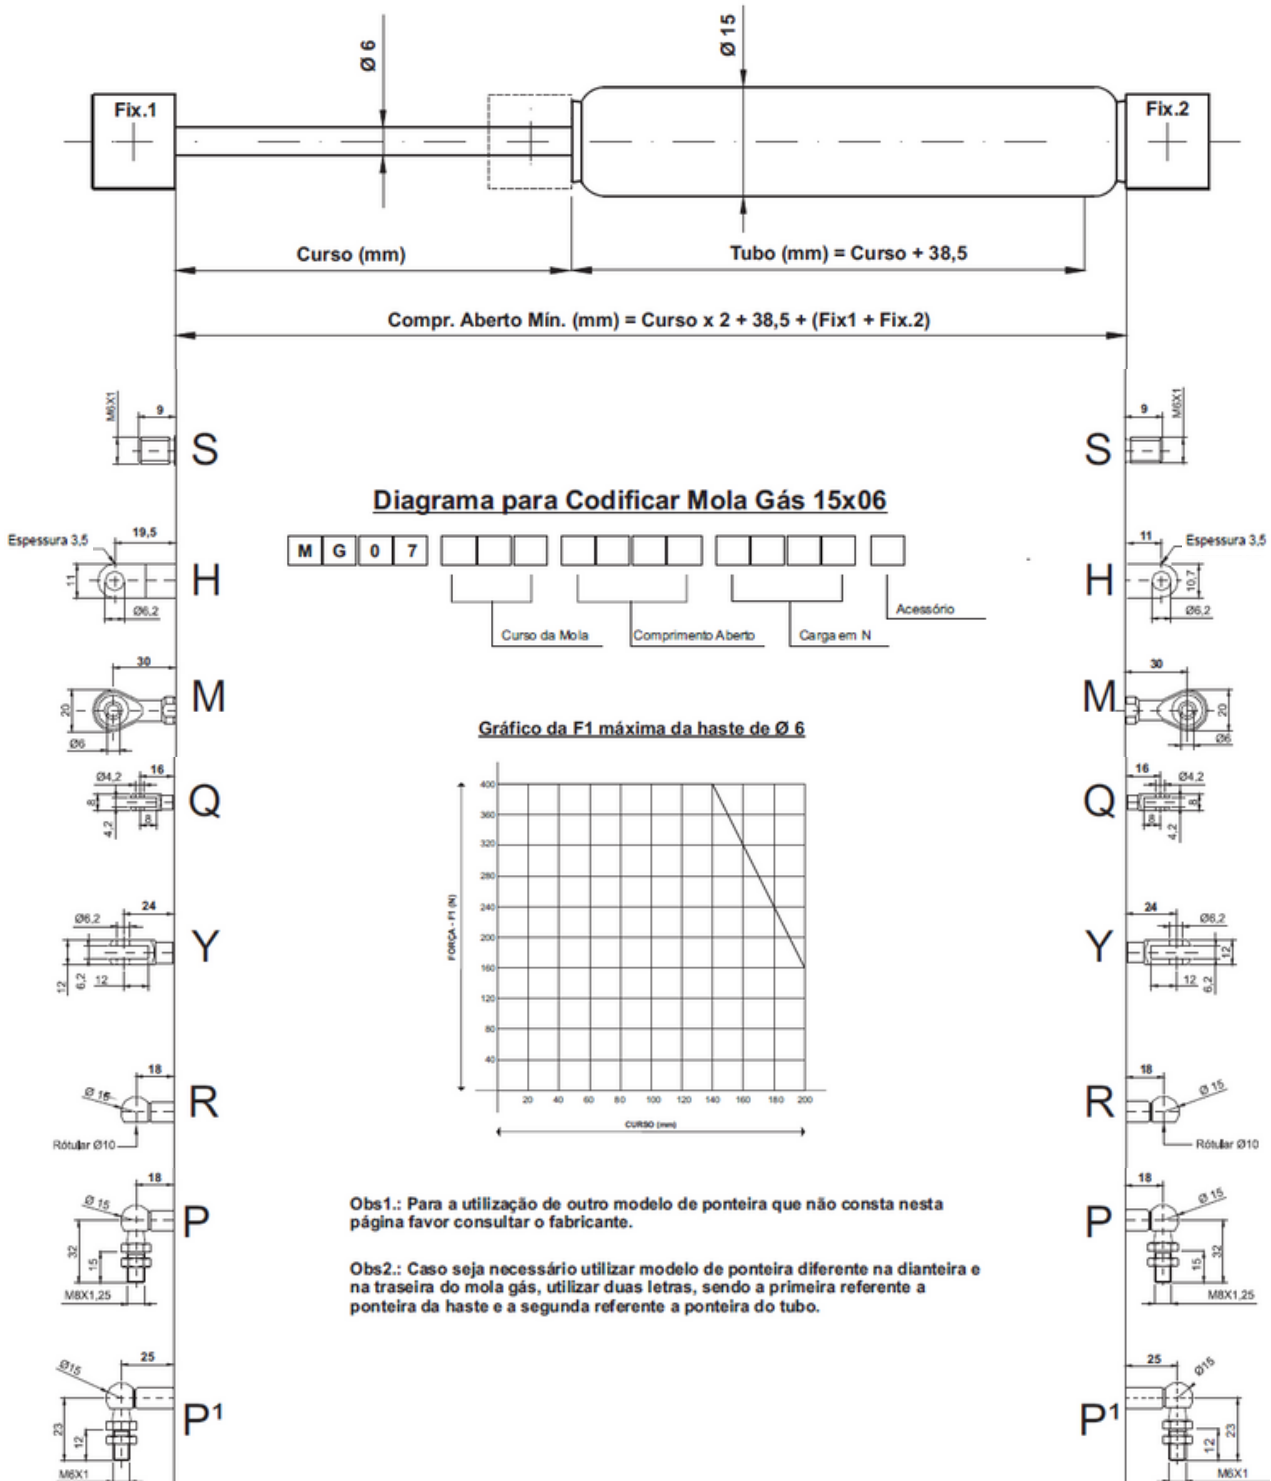 Ø 6
Ø 15
Fix.1
Fix.2
Curso (mm)
Tubo (mm) = Curso + 38,5
Compr. Aberto Mín. (mm) = Curso x 2 + 38,5 + (Fix1 + Fix.2)
M6X1
9
S
S
9
M6X1
Diagrama para Codificar Mola Gás 15x06
M G 0 7
Curso da Mola
Comprimento Aberto
Carga em N
Acessório
Espessura 3,5
19,5
11
Ø6,2
H
H
11
Espessura 3,5
10,7
Ø6,2
30
20
Ø6
M
M
30
20
Ø6
Gráfico da F1 máxima da haste de Ø 6
FORÇA - F1 (N)
400
360
320
280
240
200
160
120
80
40
20 40 60 80 100 120 140 160 180 200
CURSO (mm)
16
Ø4,2
8
4,2
8
Q
Q
16
Ø4,2
8
8
4,2
24
Ø6,2
12
6,2
12
Y
Y
24
Ø6,2
12
12
6,2
18
Ø 15
Rótular Ø10
R
R
18
Ø 15
Rótular Ø10
18
Ø 15
32
15
M8X1,25
P
P
18
Ø 15
32
15
M8X1,25
Obs1.: Para a utilização de outro modelo de ponteira que não consta nesta
página favor consultar o fabricante.
Obs2.: Caso seja necessário utilizar modelo de ponteira diferente na dianteira e
na traseira do mola gás, utilizar duas letras, sendo a primeira referente a
ponteira da haste e a segunda referente a ponteira do tubo.
25
Ø15
23
12
M6X1
P¹
P¹
25
Ø15
23
12
M6X1